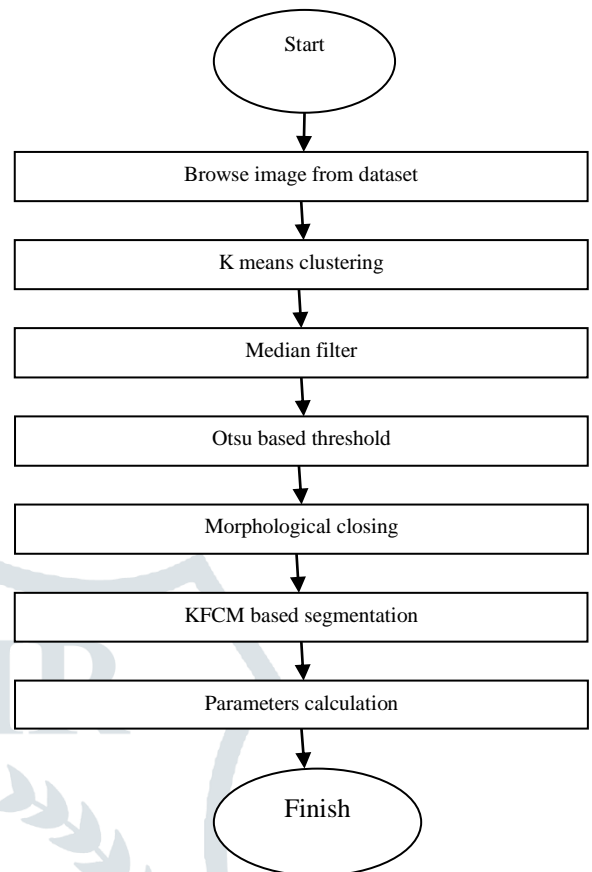 Start
Browse image from dataset
K means clustering
Median filter
Otsu based threshold
Morphological closing
KFCM based segmentation
IR
Parameters calculation
Finish